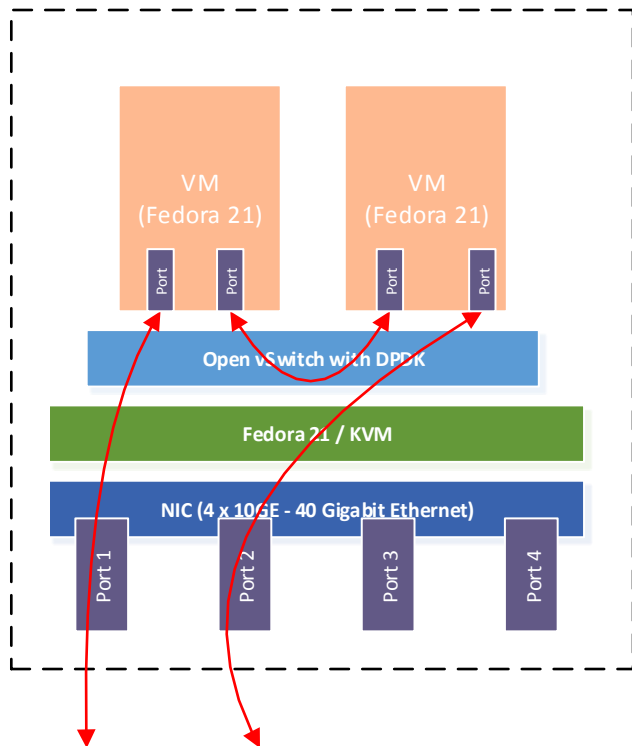 VM
(Fedora 21)
VM
(Fedora 21)
Port
Port
Port
Port
Open vSwitch with DPDK
Fedora 21 / KVM
NIC (4 x 10GE - 40 Gigabit Ethernet)
Port 1
Port 2
Port 3
Port 4